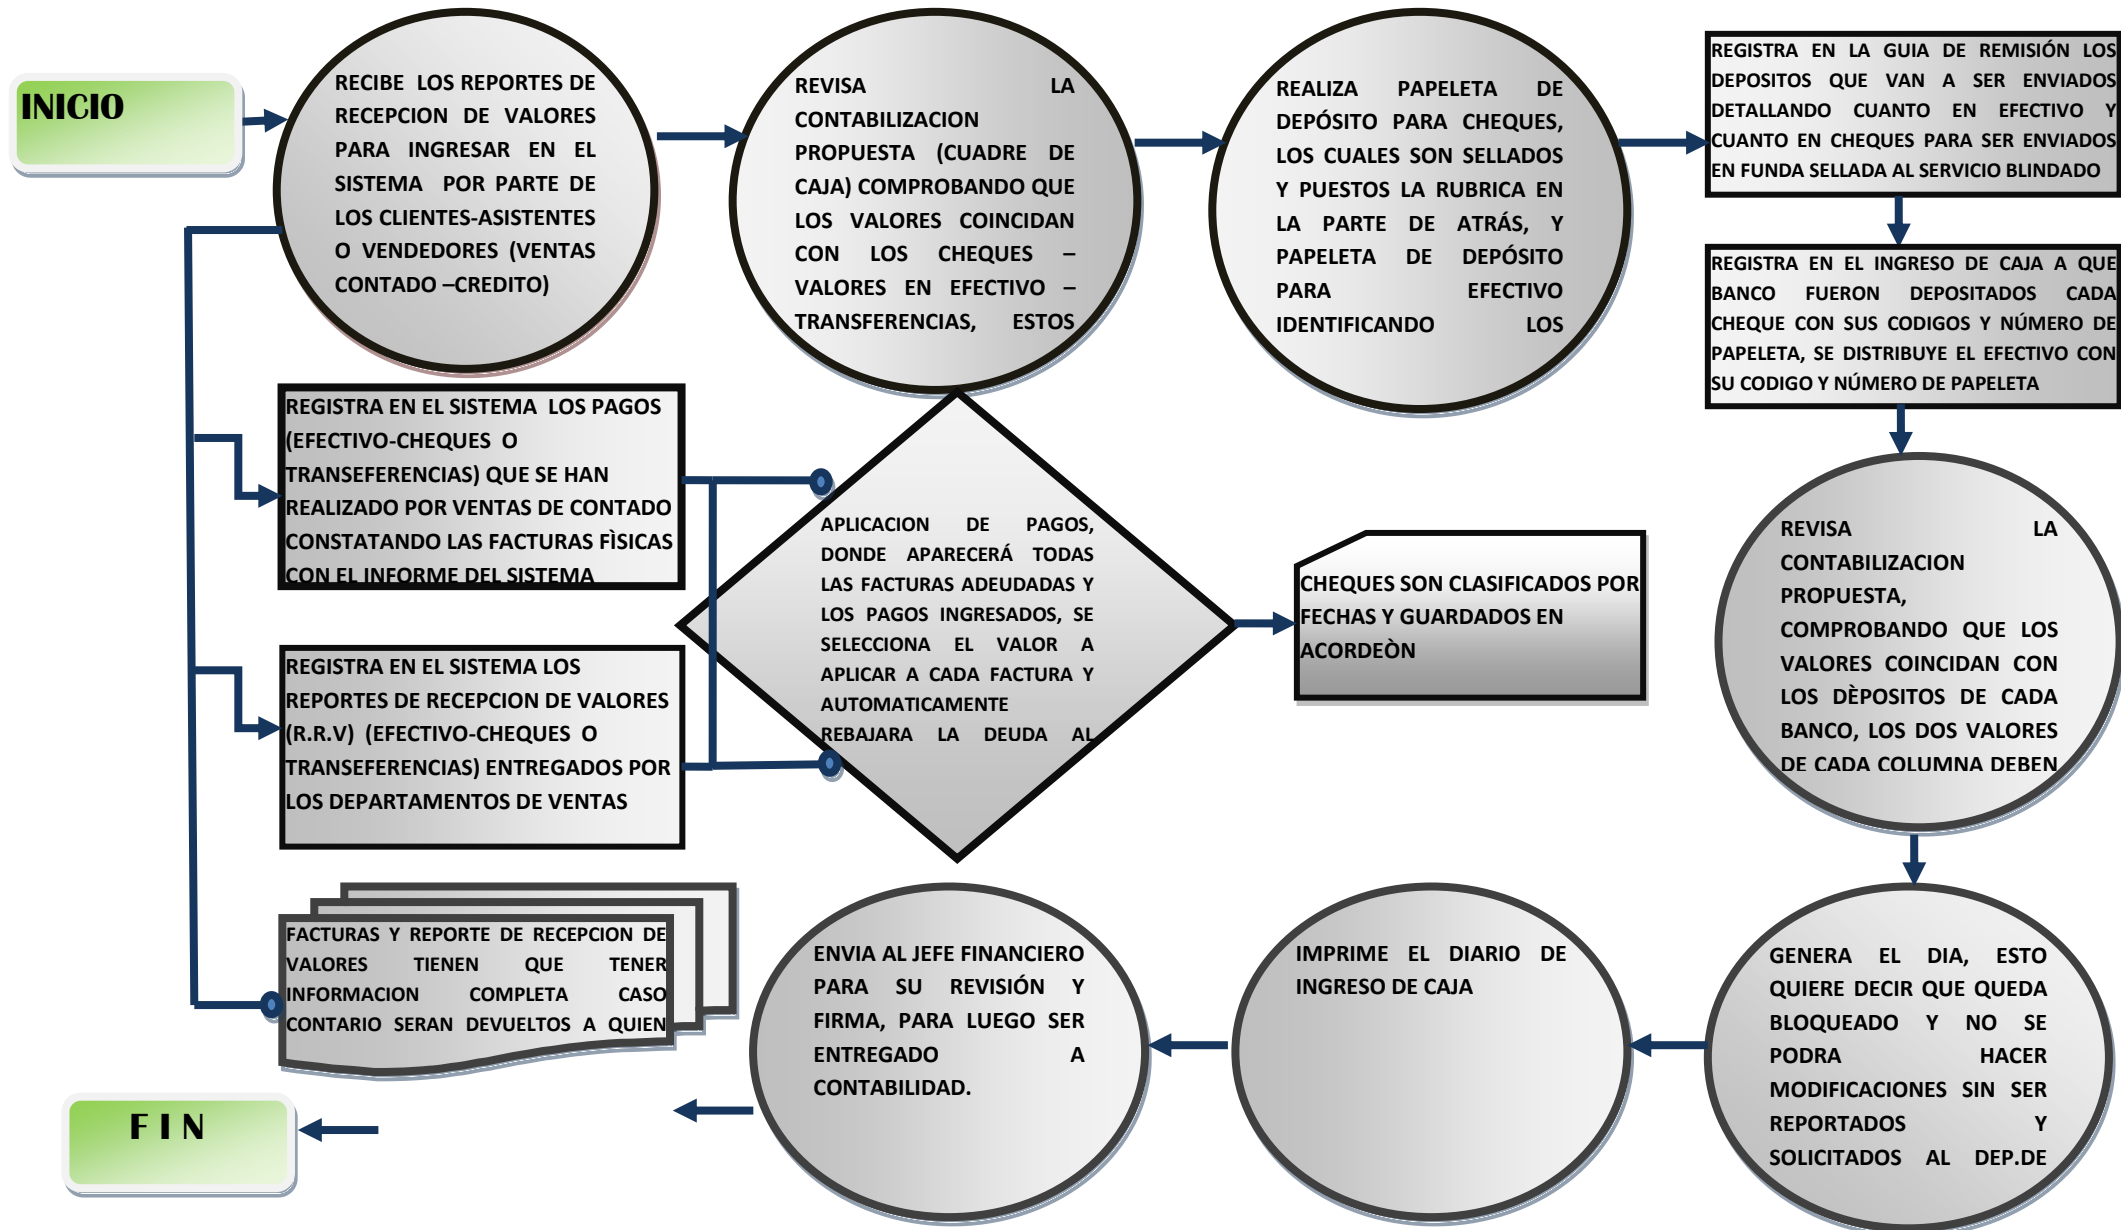 INICIO
RECIBE LOS REPORTES DE
RECEPCION DE VALORES
PARA INGRESAR EN EL
SISTEMA POR PARTE DE
LOS CLIENTES-ASISTENTES
O VENDEDORES (VENTAS
CONTADO –CREDITO)
REVISA LA
CONTABILIZACION
PROPUESTA (CUADRE DE
CAJA) COMPROBANDO QUE
LOS VALORES COINCIDAN
CON LOS CHEQUES –
VALORES EN EFECTIVO –
TRANSFERENCIAS, ESTOS
REALIZA PAPELETA DE
DEPÓSITO PARA CHEQUES,
LOS CUALES SON SELLADOS
Y PUESTOS LA RUBRICA EN
LA PARTE DE ATRÁS, Y
PAPELETA DE DEPÓSITO
PARA EFECTIVO
IDENTIFICANDO LOS
REGISTRA EN LA GUIA DE REMISIÓN LOS
DEPOSITOS QUE VAN A SER ENVIADOS
DETALLANDO CUANTO EN EFECTIVO Y
CUANTO EN CHEQUES PARA SER ENVIADOS
EN FUNDA SELLADA AL SERVICIO BLINDADO
REGISTRA EN EL INGRESO DE CAJA A QUE
BANCO FUERON DEPOSITADOS CADA
CHEQUE CON SUS CODIGOS Y NÚMERO DE
PAPELETA, SE DISTRIBUYE EL EFECTIVO CON
SU CODIGO Y NÚMERO DE PAPELETA
REGISTRA EN EL SISTEMA LOS PAGOS
(EFECTIVO-CHEQUES O
TRANSEFERENCIAS) QUE SE HAN
REALIZADO POR VENTAS DE CONTADO
CONSTATANDO LAS FACTURAS FÌSICAS
CON EL INFORME DEL SISTEMA
APLICACION DE PAGOS,
DONDE APARECERÁ TODAS
LAS FACTURAS ADEUDADAS Y
LOS PAGOS INGRESADOS, SE
SELECCIONA EL VALOR A
APLICAR A CADA FACTURA Y
AUTOMATICAMENTE
REBAJARA LA DEUDA AL
CHEQUES SON CLASIFICADOS POR
FECHAS Y GUARDADOS EN
ACORDEÒN
REVISA LA
CONTABILIZACION
PROPUESTA,
COMPROBANDO QUE LOS
VALORES COINCIDAN CON
LOS DÈPOSITOS DE CADA
BANCO, LOS DOS VALORES
DE CADA COLUMNA DEBEN
REGISTRA EN EL SISTEMA LOS
REPORTES DE RECEPCION DE VALORES
(R.R.V) (EFECTIVO-CHEQUES O
TRANSEFERENCIAS) ENTREGADOS POR
LOS DEPARTAMENTOS DE VENTAS
FACTURAS Y REPORTE DE RECEPCION DE
VALORES TIENEN QUE TENER
INFORMACION COMPLETA CASO
CONTARIO SERAN DEVUELTOS A QUIEN
ENVIA AL JEFE FINANCIERO
PARA SU REVISIÓN Y
FIRMA, PARA LUEGO SER
ENTREGADO A
CONTABILIDAD.
IMPRIME EL DIARIO DE
INGRESO DE CAJA
GENERA EL DIA, ESTO
QUIERE DECIR QUE QUEDA
BLOQUEADO Y NO SE
PODRA HACER
MODIFICACIONES SIN SER
REPORTADOS Y
SOLICITADOS AL DEP.DE
F I N